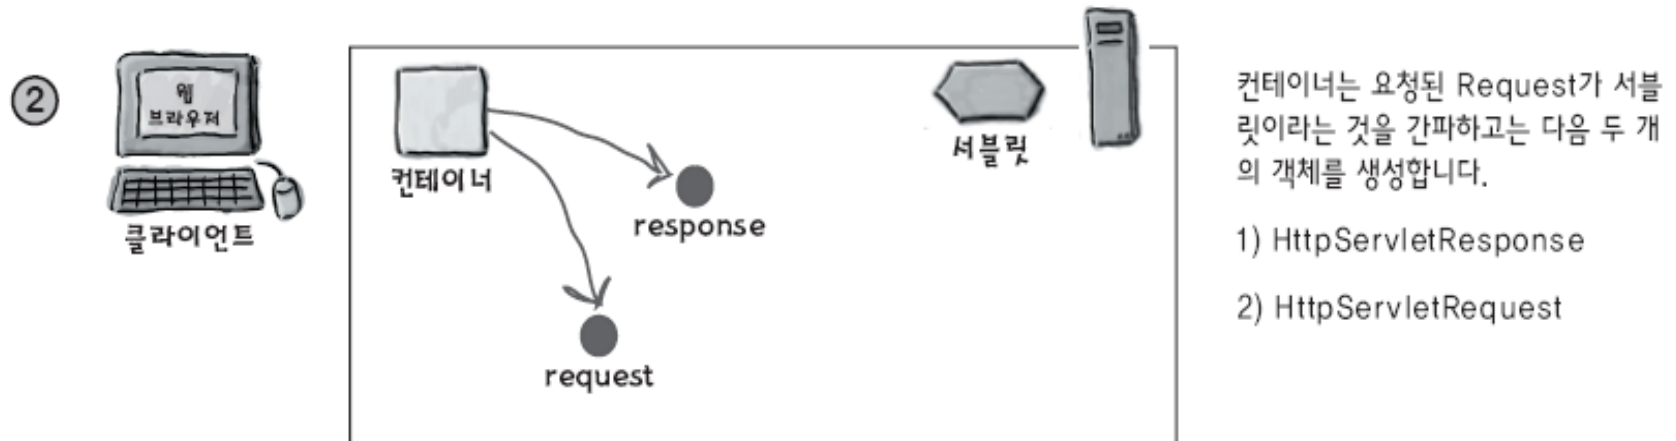 2
웹
브라우저
클라이언트
컨테이너
response
request
서블릿
컨테이너는 요청된 Request가 서블
릿이라는 것을 간파하고는 다음 두 개
의 객체를 생성합니다.
1) HttpServletResponse
2) HttpServletRequest